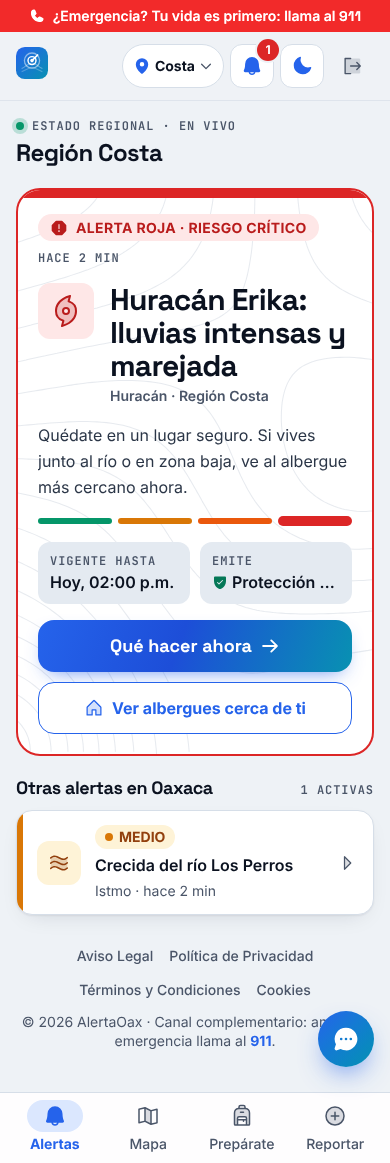 ¿Emergencia? Tu vida es primero: llama al 911
Costa
1
ESTADO REGIONAL · EN VIVO
Región Costa
ALERTA ROJA · RIESGO CRÍTICO
HACE 2 MIN
Huracán Erika:
lluvias intensas y
marejada
Huracán · Región Costa
Quédate en un lugar seguro. Si vives
junto al río o en zona baja, ve al albergue
más cercano ahora.
VIGENTE HASTA
Hoy, 02:00 p.m.
EMITE
Protección ...
Qué hacer ahora
Ver albergues cerca de ti
Otras alertas en Oaxaca
1 ACTIVAS
MEDIO
Crecida del río Los Perros
Istmo · hace 2 min
Aviso Legal Política de Privacidad
Términos y Condiciones Cookies
© 2026 AlertaOax · Canal complementario:
emergencia llama al 911.
Alertas
Mapa
Prepárate
Reportar